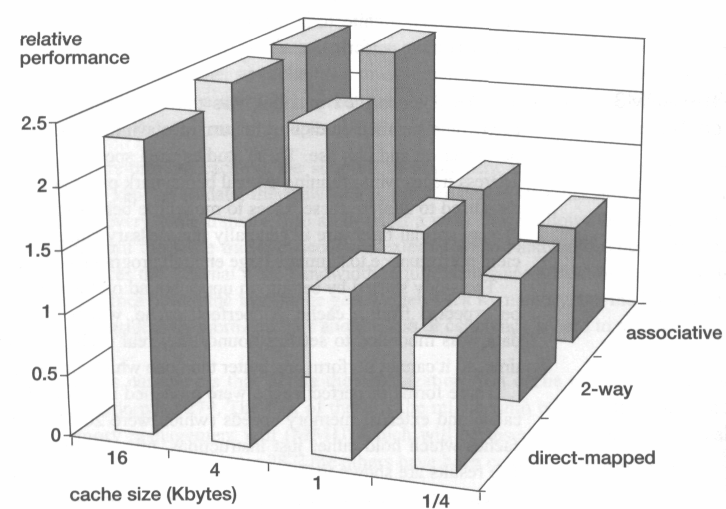 relative
performance
2.5
2
1.5
1
0.5
0
16
4
1
1/4
cache size (Kbytes)
direct-mapped
2-way
associative